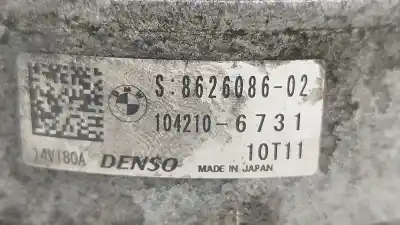 S:8626086-02
104210-6731
14V180A DENSO 10T11
MADE IN JAPAN